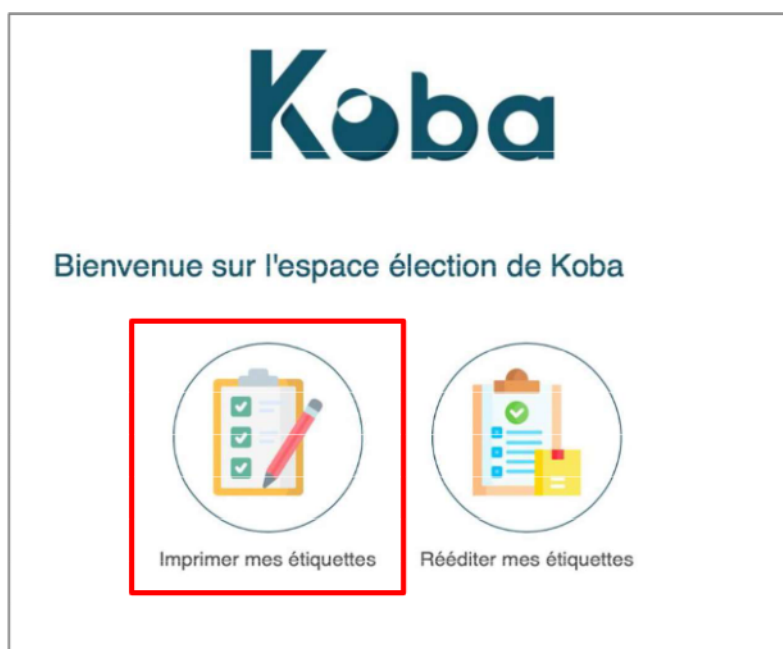 Koba
Bienvenue sur l'espace élection de Koba
Imprimer mes étiquettes
Rééditer mes étiquettes